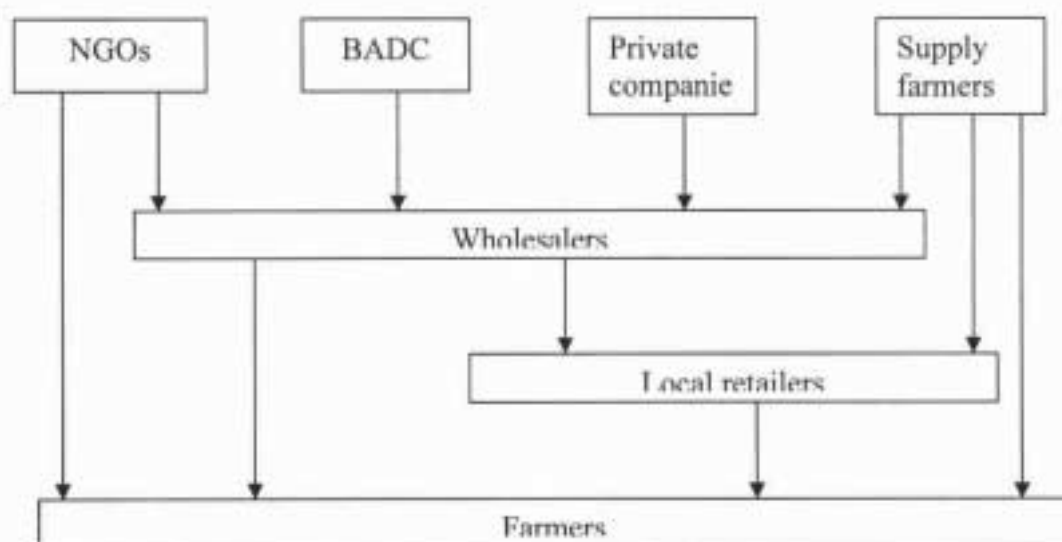 NGOs
BADC
Private
companie
Supply
farmers
Wholesalers
Local retailers
Farmers